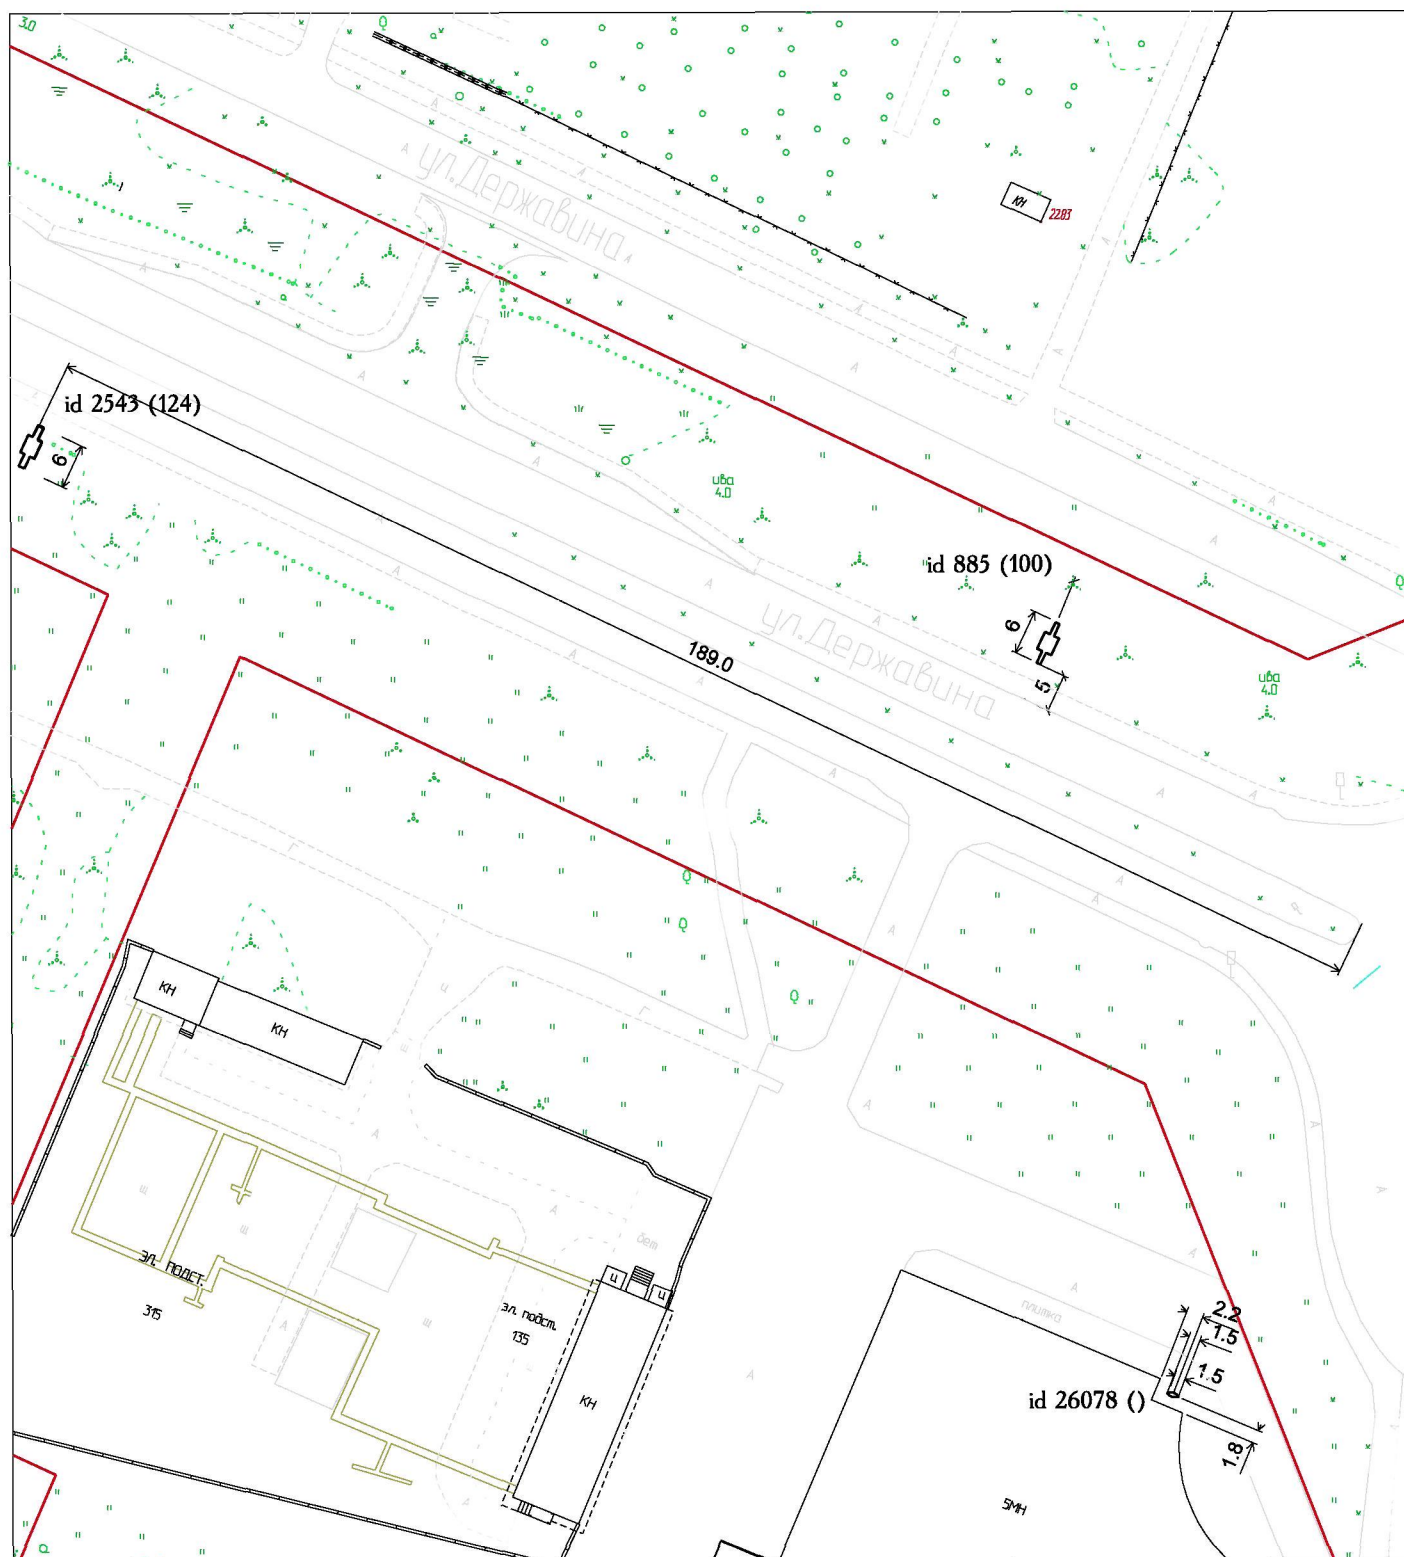 3.0
ул.Державина
КН
2283
id 2543 (124)
6
ива
4.0
id 885 (100)
6
5
189.0
ул.Державина
ива
4.0
КН
КН
бет
ц
ц
эл. подст.
315
эл. подст.
135
КН
плитка
2.2
1.5
1.5
id 26078 ()
1.8
5МН